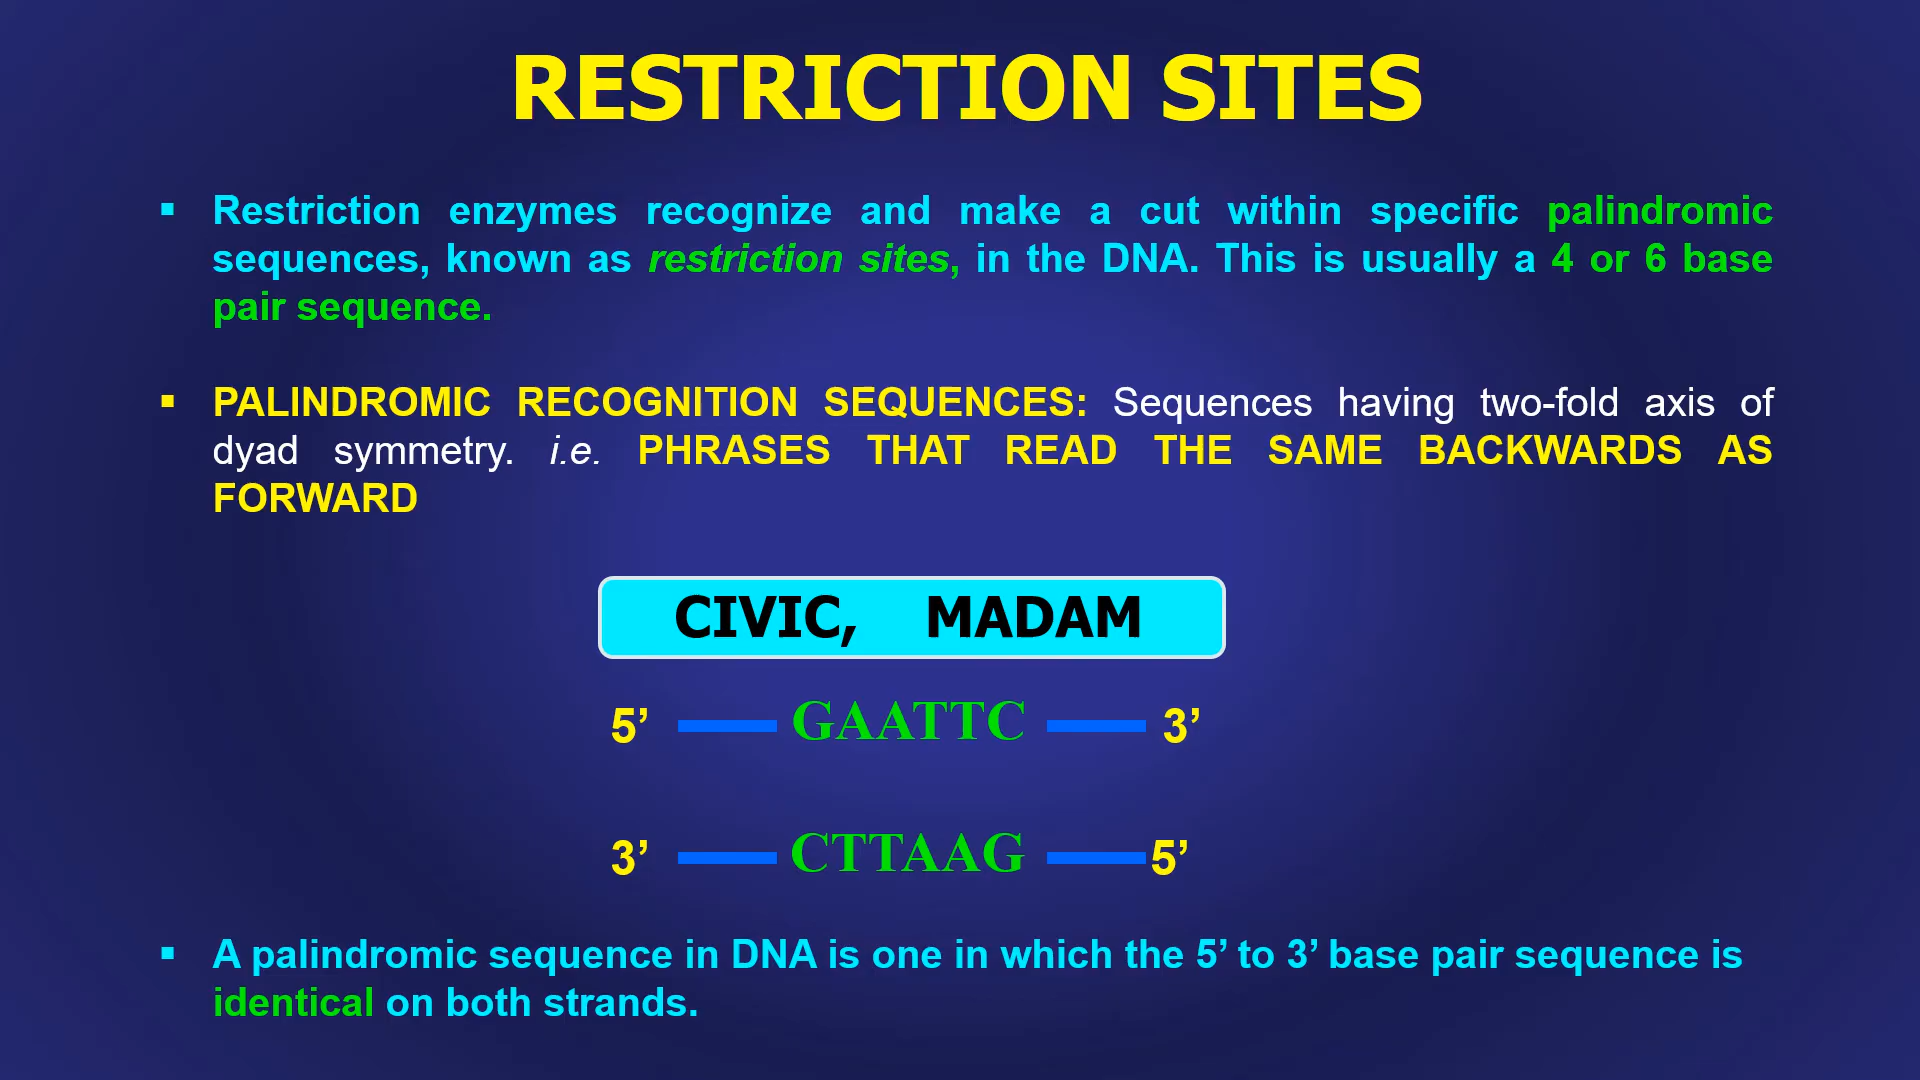 RESTRICTION SITES
▪ Restriction enzymes recognize and make a cut within specific palindromic
sequences, known as restriction sites, in the DNA. This is usually a 4 or 6 base
pair sequence.
▪ PALINDROMIC RECOGNITION SEQUENCES: Sequences having two-fold axis of
dyad symmetry. i.e. PHRASES THAT READ THE SAME BACKWARDS AS
FORWARD
CIVIC, MADAM
5’ GAATTC 3’
3’ CTTAAG 5’
▪ A palindromic sequence in DNA is one in which the 5’ to 3’ base pair sequence is
identical on both strands.